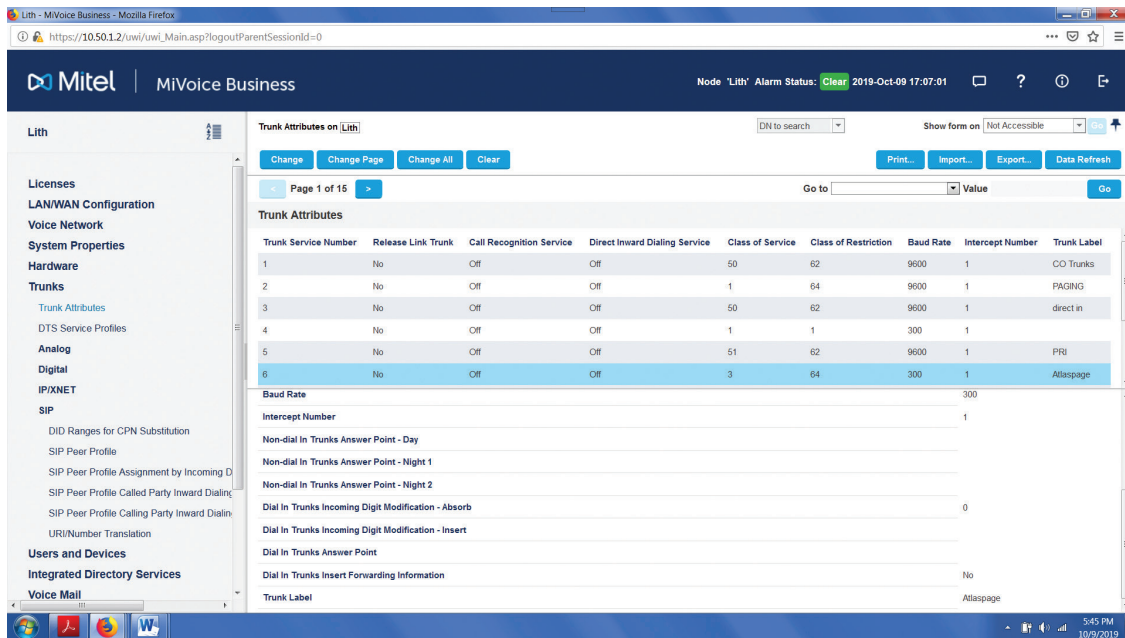 Lith - MiVoice Business - Mozilla Firefox
https://10.50.1.2/uwi/uwi_Main.asp?logoutParentSessionId=0
Mitel | MiVoice Business
Node 'Lith' Alarm Status: Clear 2019-Oct-09 17:07:01
Lith
Trunk Attributes on Lith
DN to search
Show form on Not Accessible Go
Change Change Page Change All Clear
Print... Import... Export... Data Refresh
< Page 1 of 15 >
Go to Value Go
Licenses
LAN/WAN Configuration
Voice Network
System Properties
Hardware
Trunks
Trunk Attributes
DTS Service Profiles
Analog
Digital
IP/XNET
SIP
DID Ranges for CPN Substitution
SIP Peer Profile
SIP Peer Profile Assignment by Incoming D
SIP Peer Profile Called Party Inward Dialing
SIP Peer Profile Calling Party Inward Dialin
URI/Number Translation
Users and Devices
Integrated Directory Services
Voice Mail
Trunk Attributes
Trunk Service Number Release Link Trunk Call Recognition Service Direct Inward Dialing Service Class of Service Class of Restriction Baud Rate Intercept Number Trunk Label
1 No Off Off 50 62 9600 1 CO Trunks
2 No Off Off 1 64 9600 1 PAGING
3 No Off Off 50 62 9600 1 direct in
4 No Off Off 1 1 300 1
5 No Off Off 51 62 9600 1 PRI
6 No Off Off 3 64 300 1 Atlaspage
Baud Rate 300
Intercept Number 1
Non-dial In Trunks Answer Point - Day
Non-dial In Trunks Answer Point - Night 1
Non-dial In Trunks Answer Point - Night 2
Dial In Trunks Incoming Digit Modification - Absorb 0
Dial In Trunks Incoming Digit Modification - Insert
Dial In Trunks Answer Point
Dial In Trunks Insert Forwarding Information No
Trunk Label Atlaspage
5:45 PM
10/9/2019